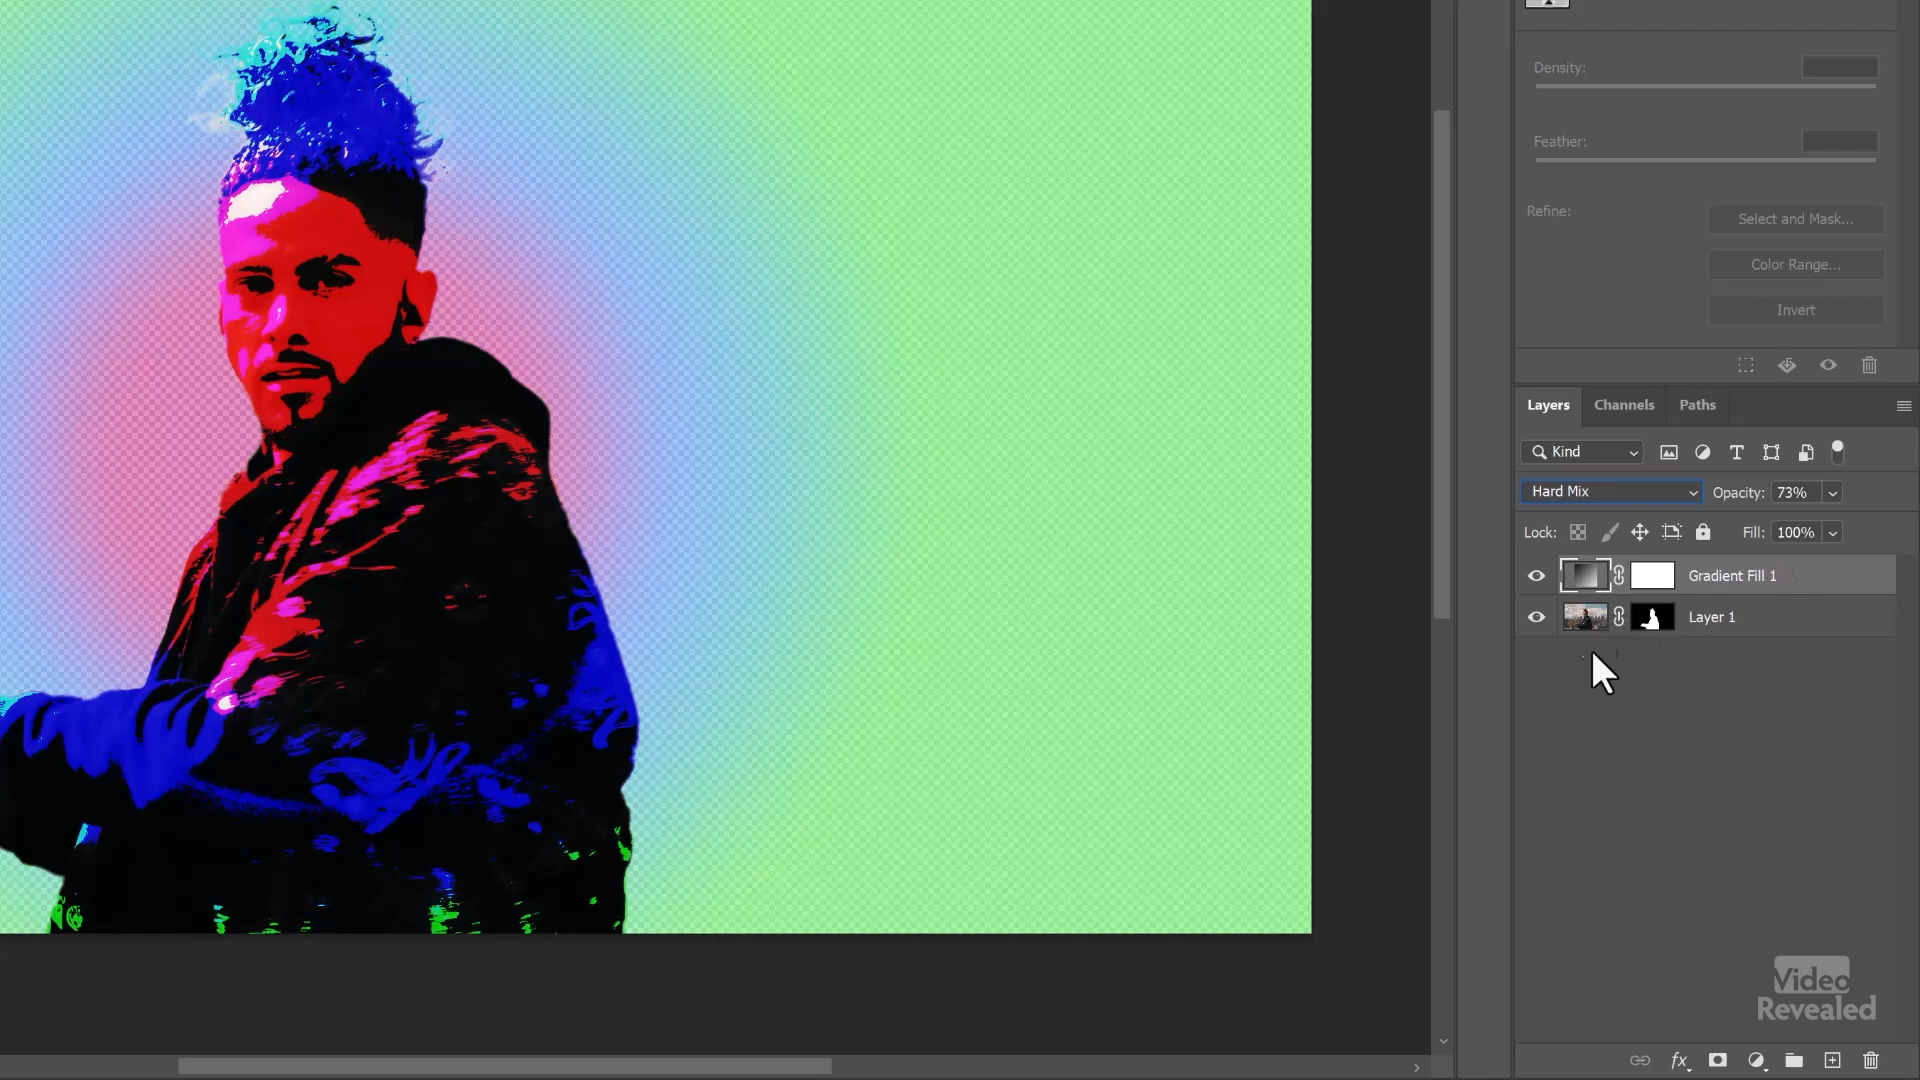 Density:
Feather:
Refine:
Select and Mask...
Color Range...
Invert
Layers Channels Paths
Kind
Hard Mix Opacity: 73%
Lock: Fill: 100%
Gradient Fill 1
Layer 1
Video
Revealed
fx